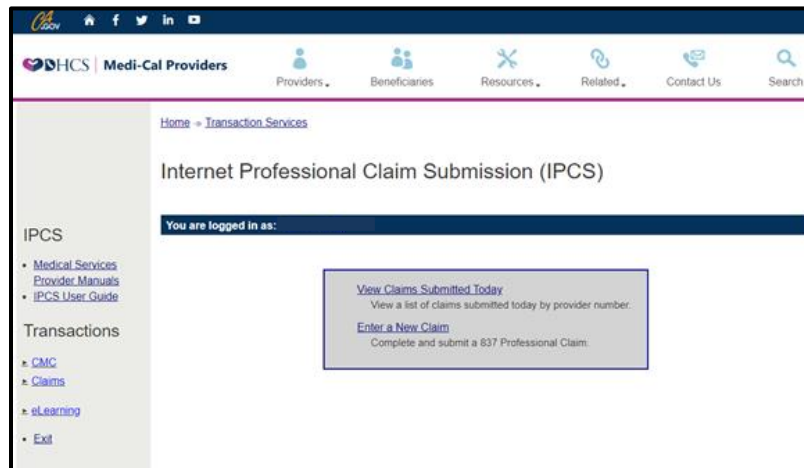 CA.GOV
DHCS | Medi-Cal Providers
Providers
Beneficiaries
Resources
Related
Contact Us
Search
Home » Transaction Services
Internet Professional Claim Submission (IPCS)
You are logged in as:
IPCS
Medical Services
Provider Manuals
IPCS User Guide
Transactions
CMC
Claims
eLearning
Exit
View Claims Submitted Today
View a list of claims submitted today by provider number.
Enter a New Claim
Complete and submit a 837 Professional Claim.